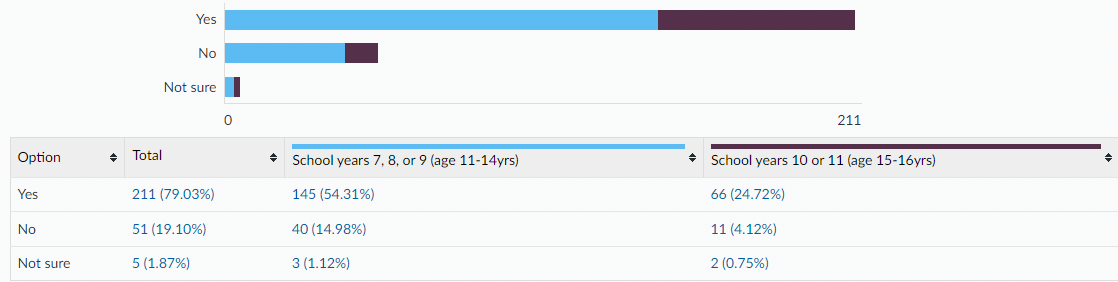 Yes
No
Not sure
0 211
Option Total School years 7, 8, or 9 (age 11-14yrs) School years 10 or 11 (age 15-16yrs)
Yes 211 (79.03%) 145 (54.31%) 66 (24.72%)
No 51 (19.10%) 40 (14.98%) 11 (4.12%)
Not sure 5 (1.87%) 3 (1.12%) 2 (0.75%)